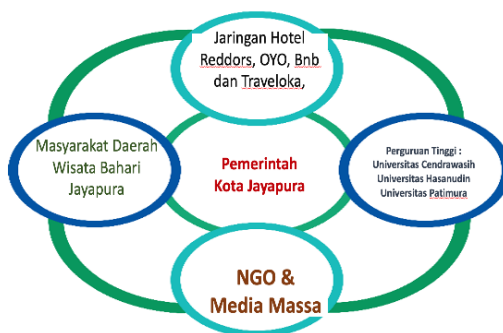 Jaringan Hotel
Reddors, OYO, Bnb
dan Traveloka,
Masyarakat Daerah
Wisata Bahari
Jayapura
Pemerintah
Kota Jayapura
Perguruan Tinggi :
Universitas Cendrawasih
Universitas Hasanudin
Universitas Patimura
NGO &
Media Massa